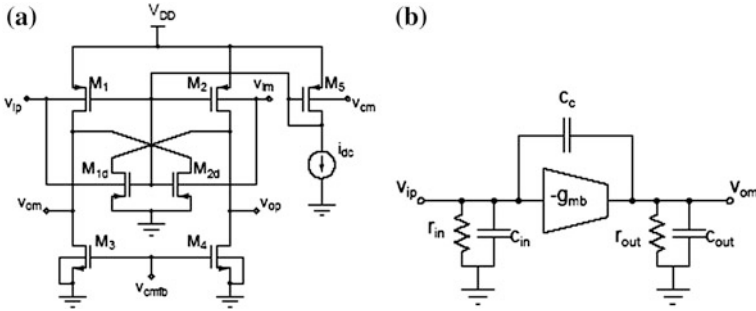 (a)
V_DD
M_1
M_2
M_5
v_ip
v_im
v_cm
M_1d
M_2d
i_dc
v_om
v_op
M_3
M_4
v_cmfb
(b)
C_c
V_ip
-g_mb
V_om
r_in
C_in
r_out
C_out